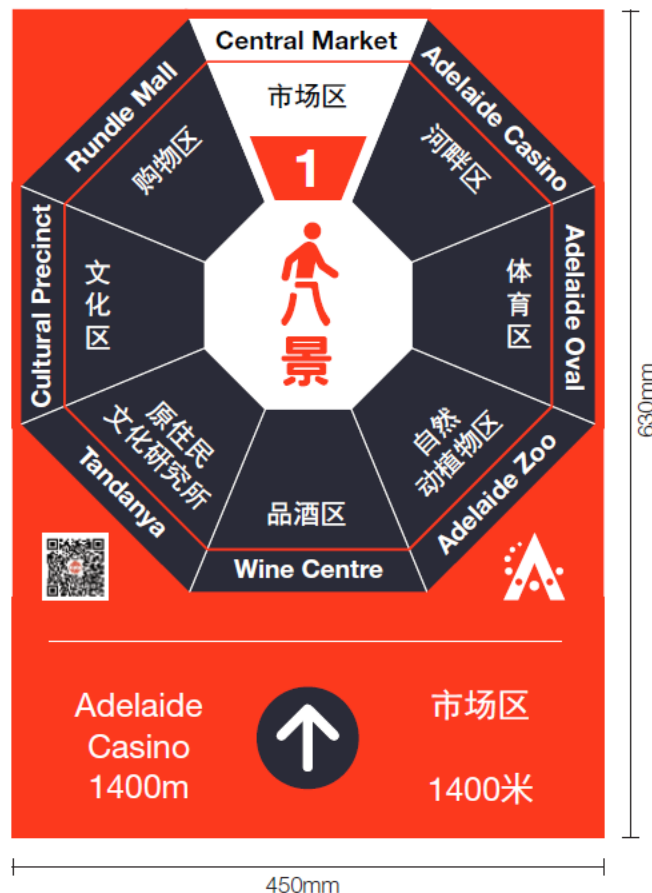 Central Market
市场区
1
Adelaide Casino
河畔区
Adelaide Oval
体育区
Adelaide Zoo
自然
动植物区
Wine Centre
品酒区
Tandanya
原住民
文化研究所
Cultural Precinct
文化区
Rundle Mall
购物区
八
景
Adelaide
Casino
1400m
市场区
1400米
630mm
450mm